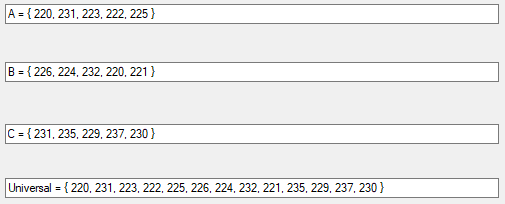 A = { 220, 231, 223, 222, 225 }
B = { 226, 224, 232, 220, 221 }
C = { 231, 235, 229, 237, 230 }
Universal = { 220, 231, 223, 222, 225, 226, 224, 232, 221, 235, 229, 237, 230 }